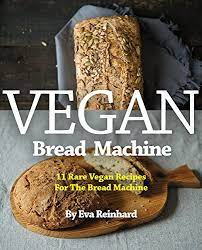 VEGAN
Bread Machine
11 Rare Vegan Recipes
For The Bread Machine
By Eva Reinhard